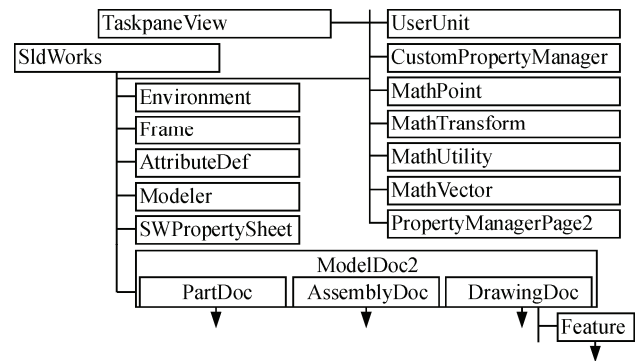 TaskpaneView
SldWorks
Environment
Frame
AttributeDef
Modeler
SWPropertySheet
UserUnit
CustomPropertyManager
MathPoint
MathTransform
MathUtility
MathVector
PropertyManagerPage2
ModelDoc2
PartDoc
AssemblyDoc
DrawingDoc
Feature